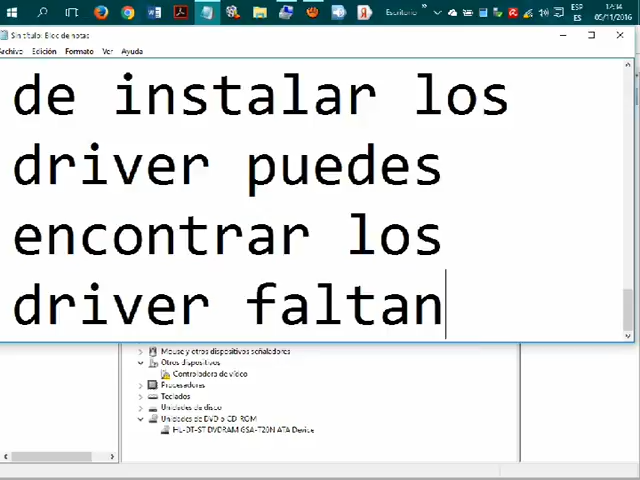 Escritorio
ESP
ES
05/11/2016
Sin título: Bloc de notas
Archivo Edición Formato Ver Ayuda
de instalar los
driver puedes
encontrar los
driver faltan
Mouse y otros dispositivos señaladores
Otros dispositivos
Controladora de vídeo
Procesadores
Teclados
Unidades de disco
Unidades de DVD o CD-ROM
HL-DT-ST DVDRAM GSA-T20N ATA Device